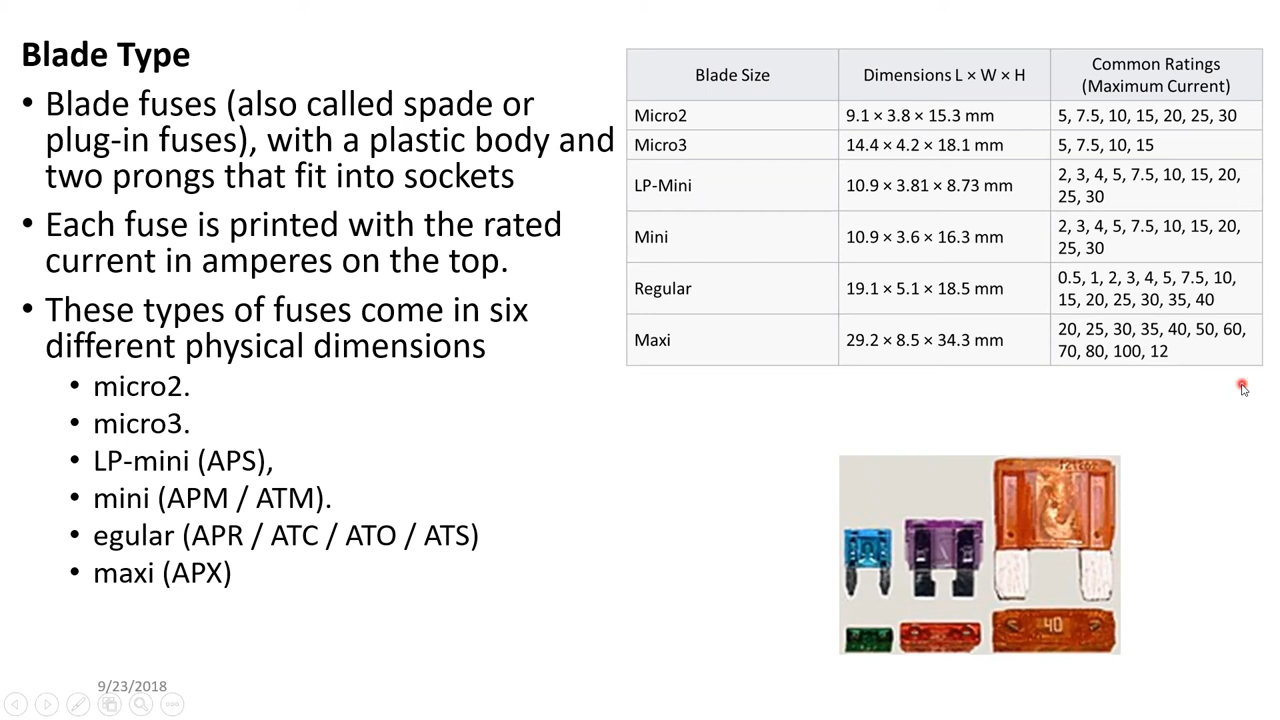 Blade Type
• Blade fuses (also called spade or
plug-in fuses), with a plastic body and
two prongs that fit into sockets
• Each fuse is printed with the rated
current in amperes on the top.
• These types of fuses come in six
different physical dimensions
• micro2.
• micro3.
• LP-mini (APS),
• mini (APM / ATM).
• egular (APR / ATC / ATO / ATS)
• maxi (APX)
Blade Size Dimensions L × W × H Common Ratings
(Maximum Current)
Micro2 9.1 × 3.8 × 15.3 mm 5, 7.5, 10, 15, 20, 25, 30
Micro3 14.4 × 4.2 × 18.1 mm 5, 7.5, 10, 15
LP-Mini 10.9 × 3.81 × 8.73 mm 2, 3, 4, 5, 7.5, 10, 15, 20,
25, 30
Mini 10.9 × 3.6 × 16.3 mm 2, 3, 4, 5, 7.5, 10, 15, 20,
25, 30
Regular 19.1 × 5.1 × 18.5 mm 0.5, 1, 2, 3, 4, 5, 7.5, 10,
15, 20, 25, 30, 35, 40
Maxi 29.2 × 8.5 × 34.3 mm 20, 25, 30, 35, 40, 50, 60,
70, 80, 100, 12
40
9/23/2018